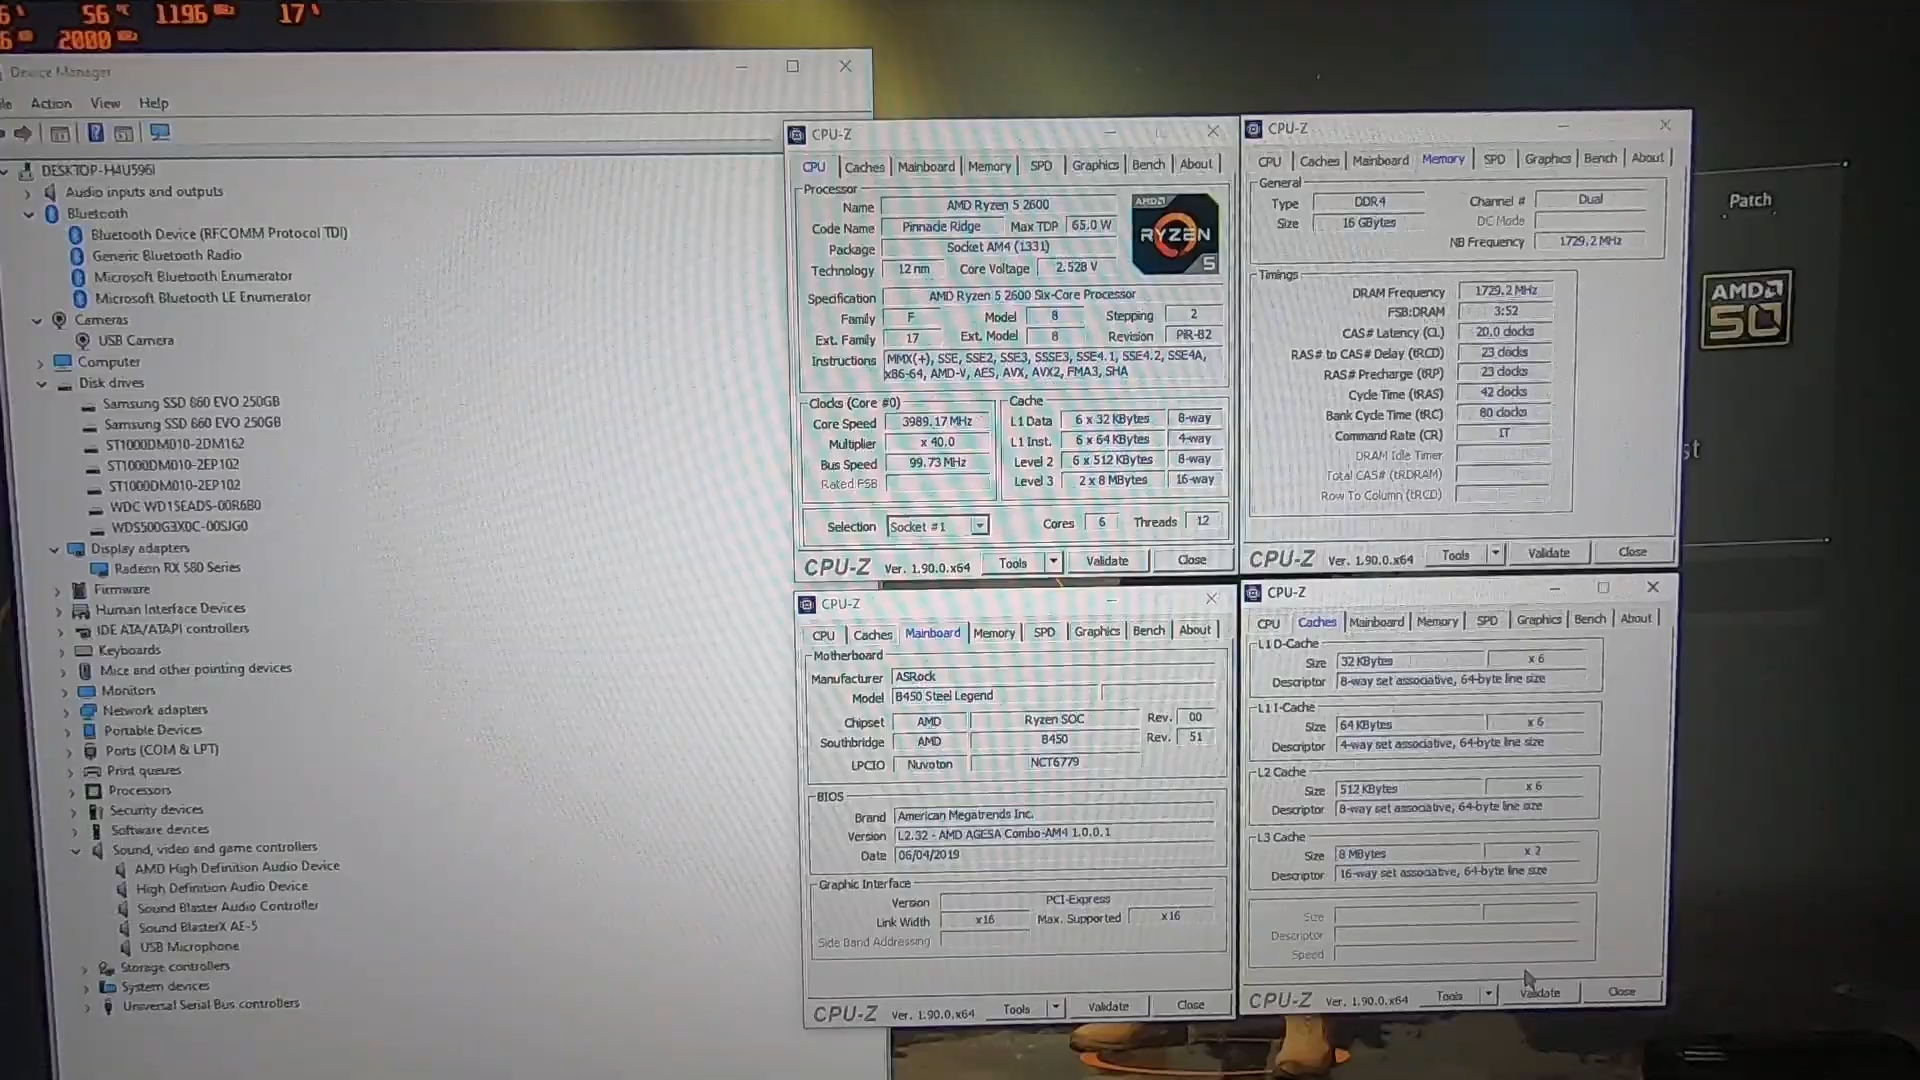 56 °C 1196 MHz 17 %
2000 MHz
Device Manager
Action View Help
DESKTOP-H4U596I
Audio inputs and outputs
Bluetooth
Bluetooth Device (RFCOMM Protocol TDI)
Generic Bluetooth Radio
Microsoft Bluetooth Enumerator
Microsoft Bluetooth LE Enumerator
Cameras
USB Camera
Computer
Disk drives
Samsung SSD 860 EVO 250GB
Samsung SSD 860 EVO 250GB
ST1000DM010-2DM162
ST1000DM010-2EP102
ST1000DM010-2EP102
WDC WD15EADS-00R6B0
WDS500G3X0C-00SJG0
Display adapters
Radeon RX 580 Series
Firmware
Human Interface Devices
IDE ATA/ATAPI controllers
Keyboards
Mice and other pointing devices
Monitors
Network adapters
Portable Devices
Ports (COM & LPT)
Print queues
Processors
Security devices
Software devices
Sound, video and game controllers
AMD High Definition Audio Device
High Definition Audio Device
Sound Blaster Audio Controller
Sound BlasterX AE-5
USB Microphone
Storage controllers
System devices
Universal Serial Bus controllers
CPU-Z
CPU Caches Mainboard Memory SPD Graphics Bench About
Processor
Name AMD Ryzen 5 2600
Code Name Pinnacle Ridge Max TDP 65.0 W
Package Socket AM4 (1331)
Technology 12 nm Core Voltage 2.528 V
AMD RYZEN 5
Specification AMD Ryzen 5 2600 Six-Core Processor
Family F Model 8 Stepping 2
Ext. Family 17 Ext. Model 8 Revision PiR-B2
Instructions MMX(+), SSE, SSE2, SSE3, SSSE3, SSE4.1, SSE4.2, SSE4A,
x86-64, AMD-V, AES, AVX, AVX2, FMA3, SHA
Clocks (Core #0)
Core Speed 3989.17 MHz
Multiplier x 40.0
Bus Speed 99.73 MHz
Rated FSB
Cache
L1 Data 6 x 32 KBytes 8-way
L1 Inst. 6 x 64 KBytes 4-way
Level 2 6 x 512 KBytes 8-way
Level 3 2 x 8 MBytes 16-way
Selection Socket #1 Cores 6 Threads 12
CPU-Z Ver. 1.90.0.x64 Tools Validate Close
CPU-Z
CPU Caches Mainboard Memory SPD Graphics Bench About
General
Type DDR4 Channel # Dual
Size 16 GBytes DC Mode
NB Frequency 1729.2 MHz
Timings
DRAM Frequency 1729.2 MHz
FSB:DRAM 3:52
CAS# Latency (CL) 20.0 clocks
RAS# to CAS# Delay (tRCD) 23 clocks
RAS# Precharge (tRP) 23 clocks
Cycle Time (tRAS) 42 clocks
Bank Cycle Time (tRC) 80 clocks
Command Rate (CR) 1T
DRAM Idle Timer
Total CAS# (tRDRAM)
Row To Column (tRCD)
CPU-Z Ver. 1.90.0.x64 Tools Validate Close
CPU-Z
CPU Caches Mainboard Memory SPD Graphics Bench About
Motherboard
Manufacturer ASRock
Model B450 Steel Legend
Chipset AMD Ryzen SOC Rev. 00
Southbridge AMD B450 Rev. 51
LPCIO Nuvoton NCT6779
BIOS
Brand American Megatrends Inc.
Version L2.32 - AMD AGESA Combo-AM4 1.0.0.1
Date 06/04/2019
Graphic Interface
Version PCI-Express
Link Width x16 Max. Supported x16
Side Band Addressing
CPU-Z Ver. 1.90.0.x64 Tools Validate Close
CPU-Z
CPU Caches Mainboard Memory SPD Graphics Bench About
L1 D-Cache
Size 32 KBytes x 6
Descriptor 8-way set associative, 64-byte line size
L1 I-Cache
Size 64 KBytes x 6
Descriptor 4-way set associative, 64-byte line size
L2 Cache
Size 512 KBytes x 6
Descriptor 8-way set associative, 64-byte line size
L3 Cache
Size 8 MBytes x 2
Descriptor 16-way set associative, 64-byte line size
Size
Descriptor
Speed
CPU-Z Ver. 1.90.0.x64 Tools Validate Close
Patch
AMD
50